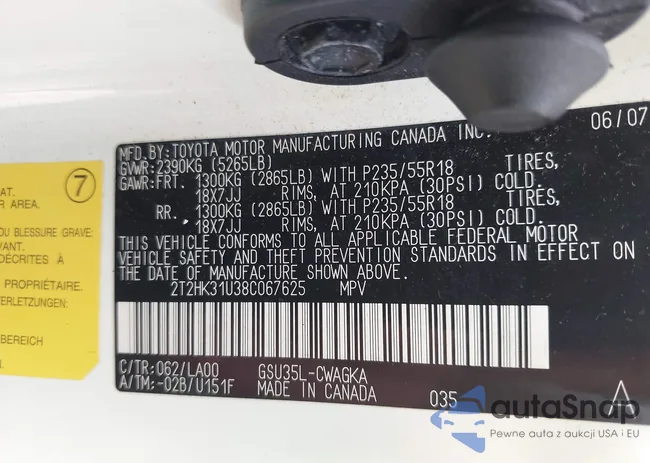 06/07
MFD.BY: TOYOTA MOTOR MANUFACTURING CANADA INC.
GVWR: 2390KG (5265LB)
GAWR: FRT. 1300KG (2865LB) WITH P235/55R18 TIRES,
18X7JJ RIMS, AT 210KPA (30PSI) COLD.
RR. 1300KG (2865LB) WITH P235/55R18 TIRES,
18X7JJ RIMS, AT 210KPA (30PSI) COLD.
THIS VEHICLE CONFORMS TO ALL APPLICABLE FEDERAL MOTOR
VEHICLE SAFETY AND THEFT PREVENTION STANDARDS IN EFFECT ON
THE DATE OF MANUFACTURE SHOWN ABOVE.
2T2HK31U38C067625 MPV
C/TR: 062/LA00 GSU35L-CWAGKA
A/TM: -02B/U151F MADE IN CANADA 035
7
AT.
R AREA.
OU BLESSURE GRAVE
AVANT.
DÉCRITES À
PROPRIÉTAIRE.
VERLETZUNGEN.
BEREICH
autaSnap
Pewne auta z aukcji USA i EU